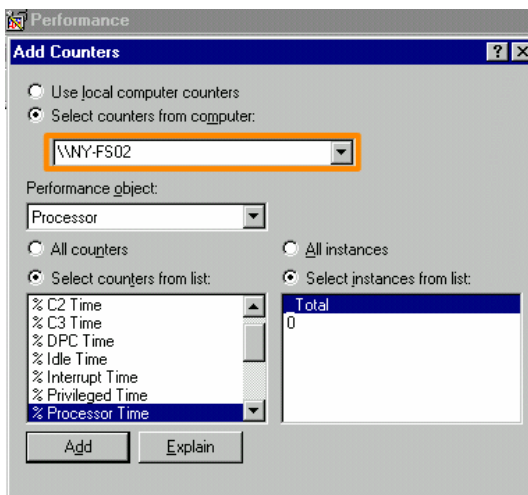 Performance
Add Counters
Use local computer counters
Select counters from computer:
\\NY-FS02
Performance object:
Processor
All counters
All instances
Select counters from list:
Select instances from list:
% C2 Time
% C3 Time
% DPC Time
% Idle Time
% Interrupt Time
% Privileged Time
% Processor Time
_Total
0
Add
Explain